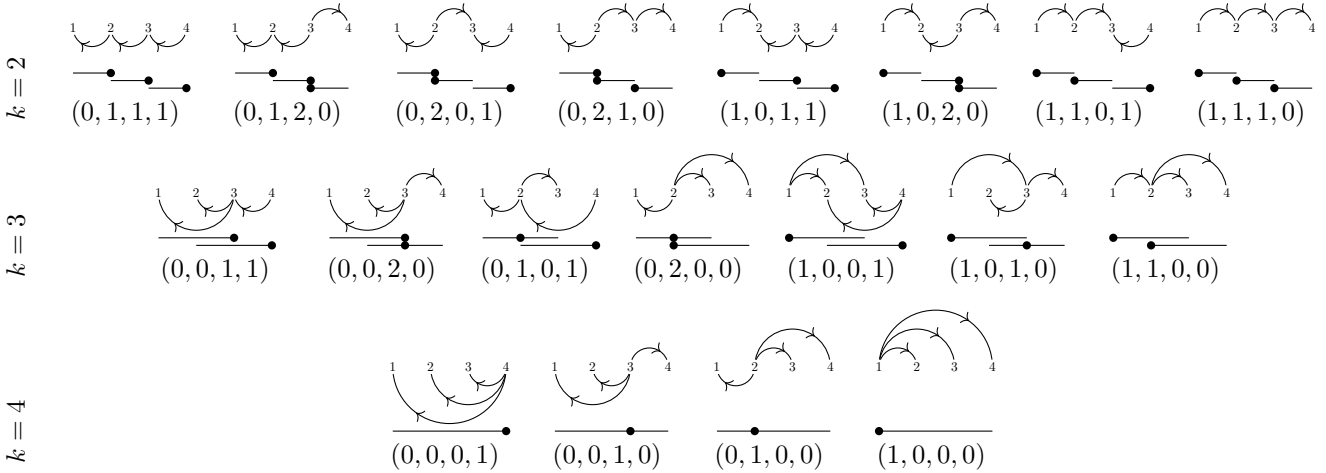 k = 2
1 2 3 4 1 2 3 4 1 2 3 4 1 2 3 4 1 2 3 4 1 2 3 4 1 2 3 4 1 2 3 4
(0, 1, 1, 1) (0, 1, 2, 0) (0, 2, 0, 1) (0, 2, 1, 0) (1, 0, 1, 1) (1, 0, 2, 0) (1, 1, 0, 1) (1, 1, 1, 0)
k = 3
1 2 3 4 1 2 3 4 1 2 3 4 1 2 3 4 1 2 3 4 1 2 3 4 1 2 3 4
(0, 0, 1, 1) (0, 0, 2, 0) (0, 1, 0, 1) (0, 2, 0, 0) (1, 0, 0, 1) (1, 0, 1, 0) (1, 1, 0, 0)
k = 4
1 2 3 4 1 2 3 4 1 2 3 4 1 2 3 4
(0, 0, 0, 1) (0, 0, 1, 0) (0, 1, 0, 0) (1, 0, 0, 0)